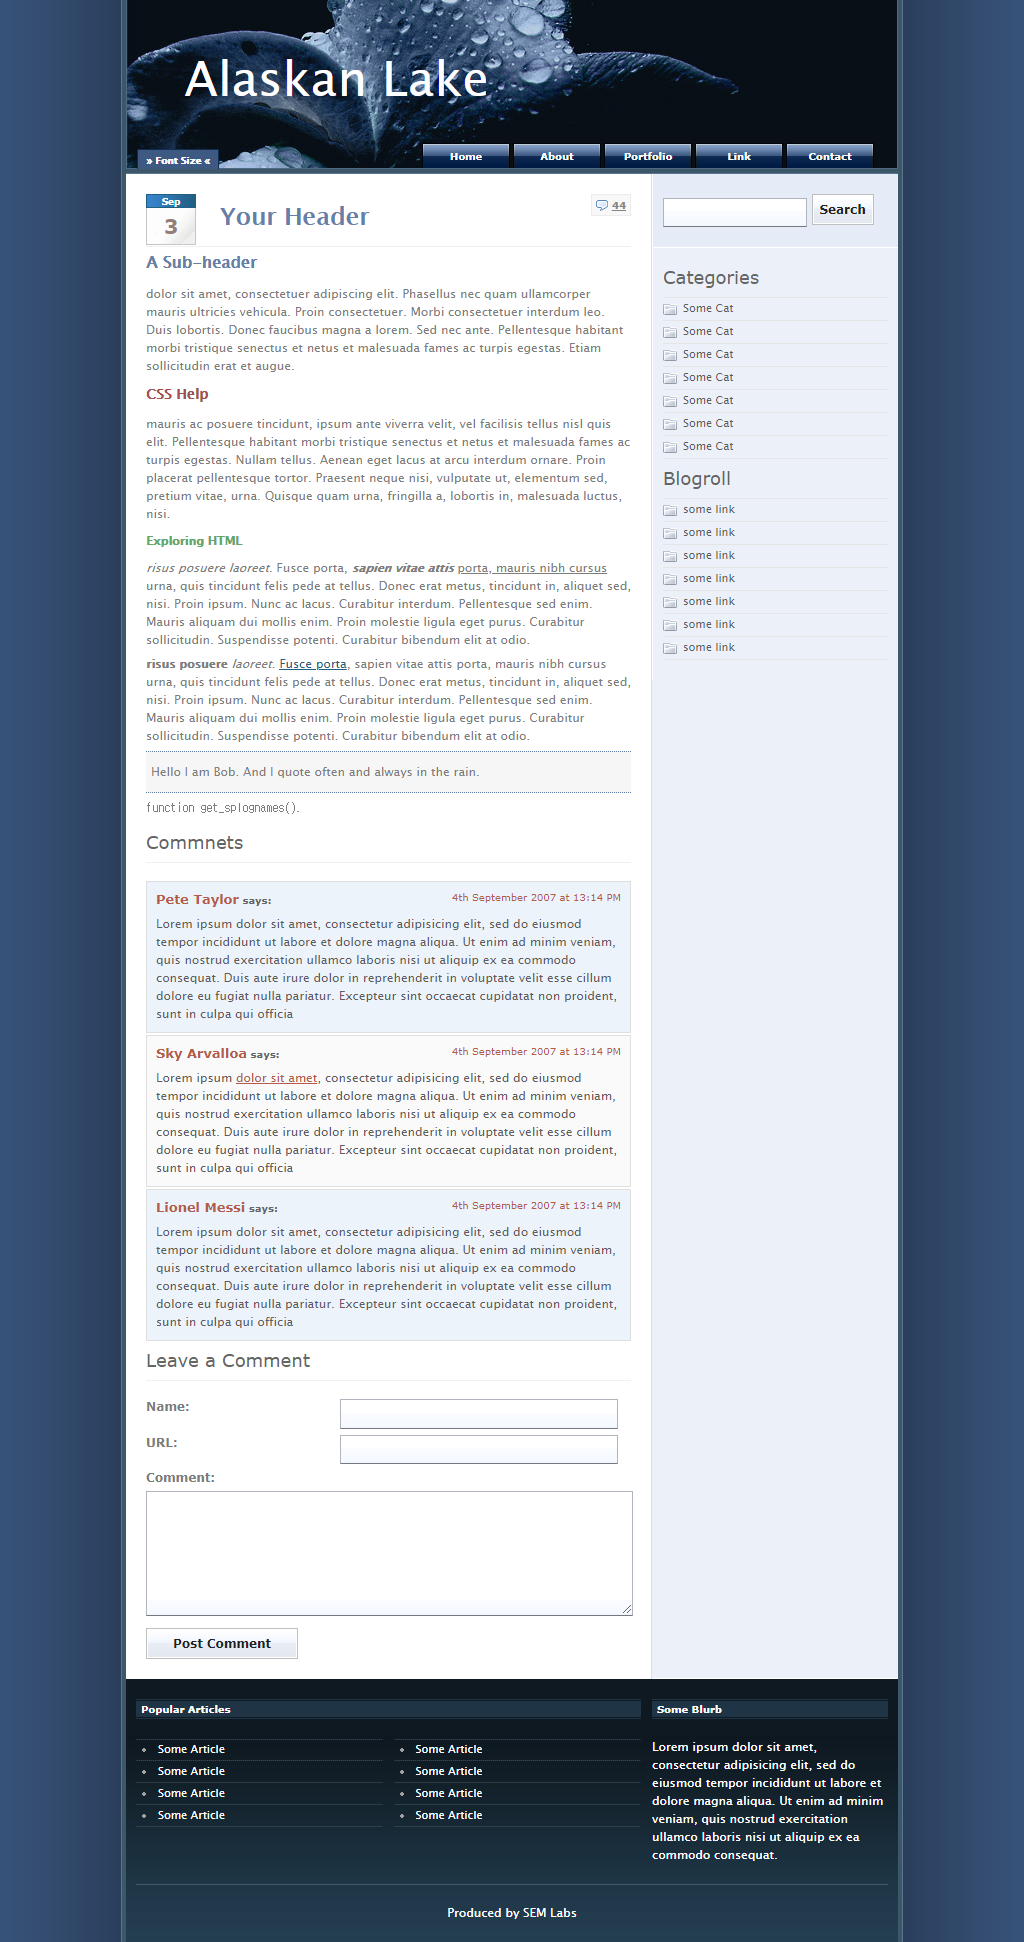 Alaskan Lake
» Font Size «
Home
About
Portfolio
Link
Contact
Sep
3
Your Header
44
A Sub-header
dolor sit amet, consectetuer adipiscing elit. Phasellus nec quam ullamcorper
mauris ultricies vehicula. Proin consectetuer. Morbi consectetuer interdum leo.
Duis lobortis. Donec faucibus magna a lorem. Sed nec ante. Pellentesque habitant
morbi tristique senectus et netus et malesuada fames ac turpis egestas. Etiam
sollicitudin erat et augue.
CSS Help
mauris ac posuere tincidunt, ipsum ante viverra velit, vel facilisis tellus nisl quis
elit. Pellentesque habitant morbi tristique senectus et netus et malesuada fames ac
turpis egestas. Nullam tellus. Aenean eget lacus at arcu interdum ornare. Proin
placerat pellentesque tortor. Praesent neque nisi, vulputate ut, elementum sed,
pretium vitae, urna. Quisque quam urna, fringilla a, lobortis in, malesuada luctus,
nisi.
Exploring HTML
risus posuere laoreet. Fusce porta, sapien vitae attis porta, mauris nibh cursus
urna, quis tincidunt felis pede at tellus. Donec erat metus, tincidunt in, aliquet sed,
nisi. Proin ipsum. Nunc ac lacus. Curabitur interdum. Pellentesque sed enim.
Mauris aliquam dui mollis enim. Proin molestie ligula eget purus. Curabitur
sollicitudin. Suspendisse potenti. Curabitur bibendum elit at odio.
risus posuere laoreet. Fusce porta, sapien vitae attis porta, mauris nibh cursus
urna, quis tincidunt felis pede at tellus. Donec erat metus, tincidunt in, aliquet sed,
nisi. Proin ipsum. Nunc ac lacus. Curabitur interdum. Pellentesque sed enim.
Mauris aliquam dui mollis enim. Proin molestie ligula eget purus. Curabitur
sollicitudin. Suspendisse potenti. Curabitur bibendum elit at odio.
Hello I am Bob. And I quote often and always in the rain.
function get_splognames().
Commnets
Pete Taylor says:
4th September 2007 at 13:14 PM
Lorem ipsum dolor sit amet, consectetur adipisicing elit, sed do eiusmod
tempor incididunt ut labore et dolore magna aliqua. Ut enim ad minim veniam,
quis nostrud exercitation ullamco laboris nisi ut aliquip ex ea commodo
consequat. Duis aute irure dolor in reprehenderit in voluptate velit esse cillum
dolore eu fugiat nulla pariatur. Excepteur sint occaecat cupidatat non proident,
sunt in culpa qui officia
Sky Arvalloa says:
4th September 2007 at 13:14 PM
Lorem ipsum dolor sit amet, consectetur adipisicing elit, sed do eiusmod
tempor incididunt ut labore et dolore magna aliqua. Ut enim ad minim veniam,
quis nostrud exercitation ullamco laboris nisi ut aliquip ex ea commodo
consequat. Duis aute irure dolor in reprehenderit in voluptate velit esse cillum
dolore eu fugiat nulla pariatur. Excepteur sint occaecat cupidatat non proident,
sunt in culpa qui officia
Lionel Messi says:
4th September 2007 at 13:14 PM
Lorem ipsum dolor sit amet, consectetur adipisicing elit, sed do eiusmod
tempor incididunt ut labore et dolore magna aliqua. Ut enim ad minim veniam,
quis nostrud exercitation ullamco laboris nisi ut aliquip ex ea commodo
consequat. Duis aute irure dolor in reprehenderit in voluptate velit esse cillum
dolore eu fugiat nulla pariatur. Excepteur sint occaecat cupidatat non proident,
sunt in culpa qui officia
Leave a Comment
Name:
URL:
Comment:
Post Comment
Search
Categories
Some Cat
Some Cat
Some Cat
Some Cat
Some Cat
Some Cat
Some Cat
Blogroll
some link
some link
some link
some link
some link
some link
some link
Popular Articles
Some Article
Some Article
Some Article
Some Article
Some Article
Some Article
Some Article
Some Article
Some Blurb
Lorem ipsum dolor sit amet,
consectetur adipisicing elit, sed do
eiusmod tempor incididunt ut labore et
dolore magna aliqua. Ut enim ad minim
veniam, quis nostrud exercitation
ullamco laboris nisi ut aliquip ex ea
commodo consequat.
Produced by SEM Labs